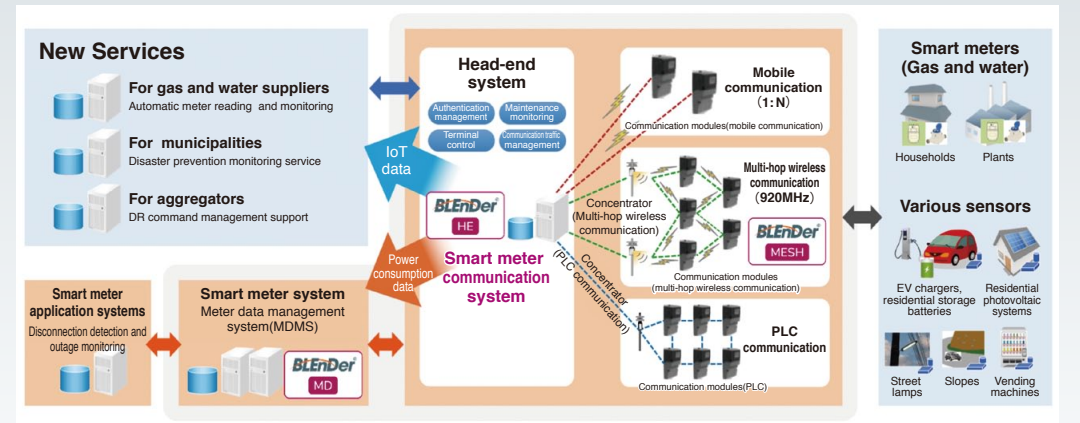 New Services
For gas and water suppliers
Automatic meter reading and monitoring
For municipalities
Disaster prevention monitoring service
For aggregators
DR command management support
Smart meter
application systems
Disconnection detection and
outage monitoring
Smart meter system
Meter data management
system(MDMS)
BLEnDer
MD
IoT
data
Power
consumption
data
Head-end
system
Authentication
management
Maintenance
monitoring
Terminal
control
Communication traffic
management
BLEnDer
HE
Smart meter
communication
system
Concentrator
(Multi-hop wireless
communication)
Concentrator
(PLC communication)
Mobile
communication
(1:N)
Communication modules(mobile communication)
Multi-hop wireless
communication
(920MHz)
BLEnDer
MESH
Communication modules
(multi-hop wireless communication)
PLC
communication
Communication modules(PLC)
Smart meters
(Gas and water)
Households
Plants
Various sensors
EV chargers,
residential storage
batteries
Residential
photovoltaic
systems
Street
lamps
Slopes
Vending
machines